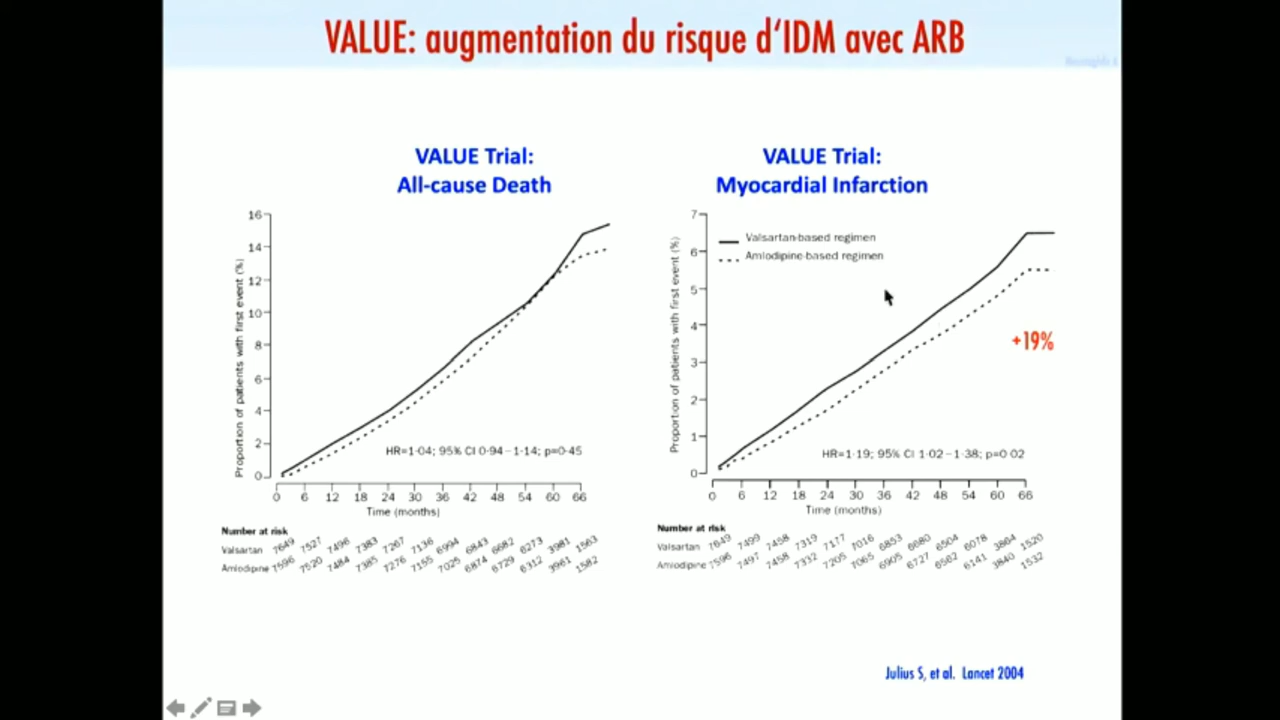 VALUE: augmentation du risque d'IDM avec ARB
VALUE Trial:
All-cause Death
16
14
12
10
8
6
4
2
0
Proportion of patients with first event (%)
HR=1·04; 95% CI 0·94–1·14; p=0·45
0 6 12 18 24 30 36 42 48 54 60 66
Time (months)
Number at risk
Valsartan 7649 7527 7496 7383 7267 7136 6994 6843 6682 6273 3981 1563
Amlodipine 7596 7520 7484 7385 7276 7155 7025 6874 6729 6312 3961 1582
VALUE Trial:
Myocardial Infarction
7
6
5
4
3
2
1
0
Proportion of patients with first event (%)
Valsartan-based regimen
Amlodipine-based regimen
+19%
HR=1·19; 95% CI 1·02–1·38; p=0·02
0 6 12 18 24 30 36 42 48 54 60 66
Time (months)
Number at risk
Valsartan 7649 7499 7458 7319 7177 7016 6853 6680 6504 6078 3864 1520
Amlodipine 7596 7497 7458 7332 7205 7065 6905 6727 6562 6141 3840 1532
Julius S, et al. Lancet 2004